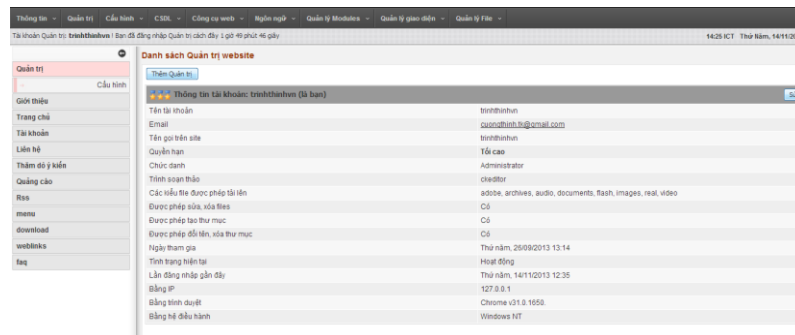 Thông tin Quản trị Cấu hình CSDL Công cụ web Ngôn ngữ Quản lý Modules Quản lý giao diện Quản lý File
Tài khoản Quản trị: trinhthinhvn ! Bạn đã đăng nhập Quản trị cách đây 1 giờ 49 phút 46 giây
14:25 ICT Thứ Năm, 14/11/20
Quản trị
Cấu hình
Giới thiệu
Trang chủ
Tài khoản
Liên hệ
Thăm dò ý kiến
Quảng cáo
Rss
menu
download
weblinks
faq
Danh sách Quản trị website
Thêm Quản trị
Thông tin tài khoản: trinhthinhvn (là bạn)
Tên tài khoản trinhthinhvn
Email cuongthinh.tk@gmail.com
Tên gọi trên site trinhthinhvn
Quyền hạn Tối cao
Chức danh Administrator
Trình soạn thảo ckeditor
Các kiểu file được phép tải lên adobe, archives, audio, documents, flash, images, real, video
Được phép sửa, xóa files Có
Được phép tạo thư mục Có
Được phép đổi tên, xóa thư mục Có
Ngày tham gia Thứ năm, 26/09/2013 13:14
Tình trạng hiện tại Hoạt động
Lần đăng nhập gần đây Thứ năm, 14/11/2013 12:35
Bằng IP 127.0.0.1
Bằng trình duyệt Chrome v31.0.1650.
Bằng hệ điều hành Windows NT